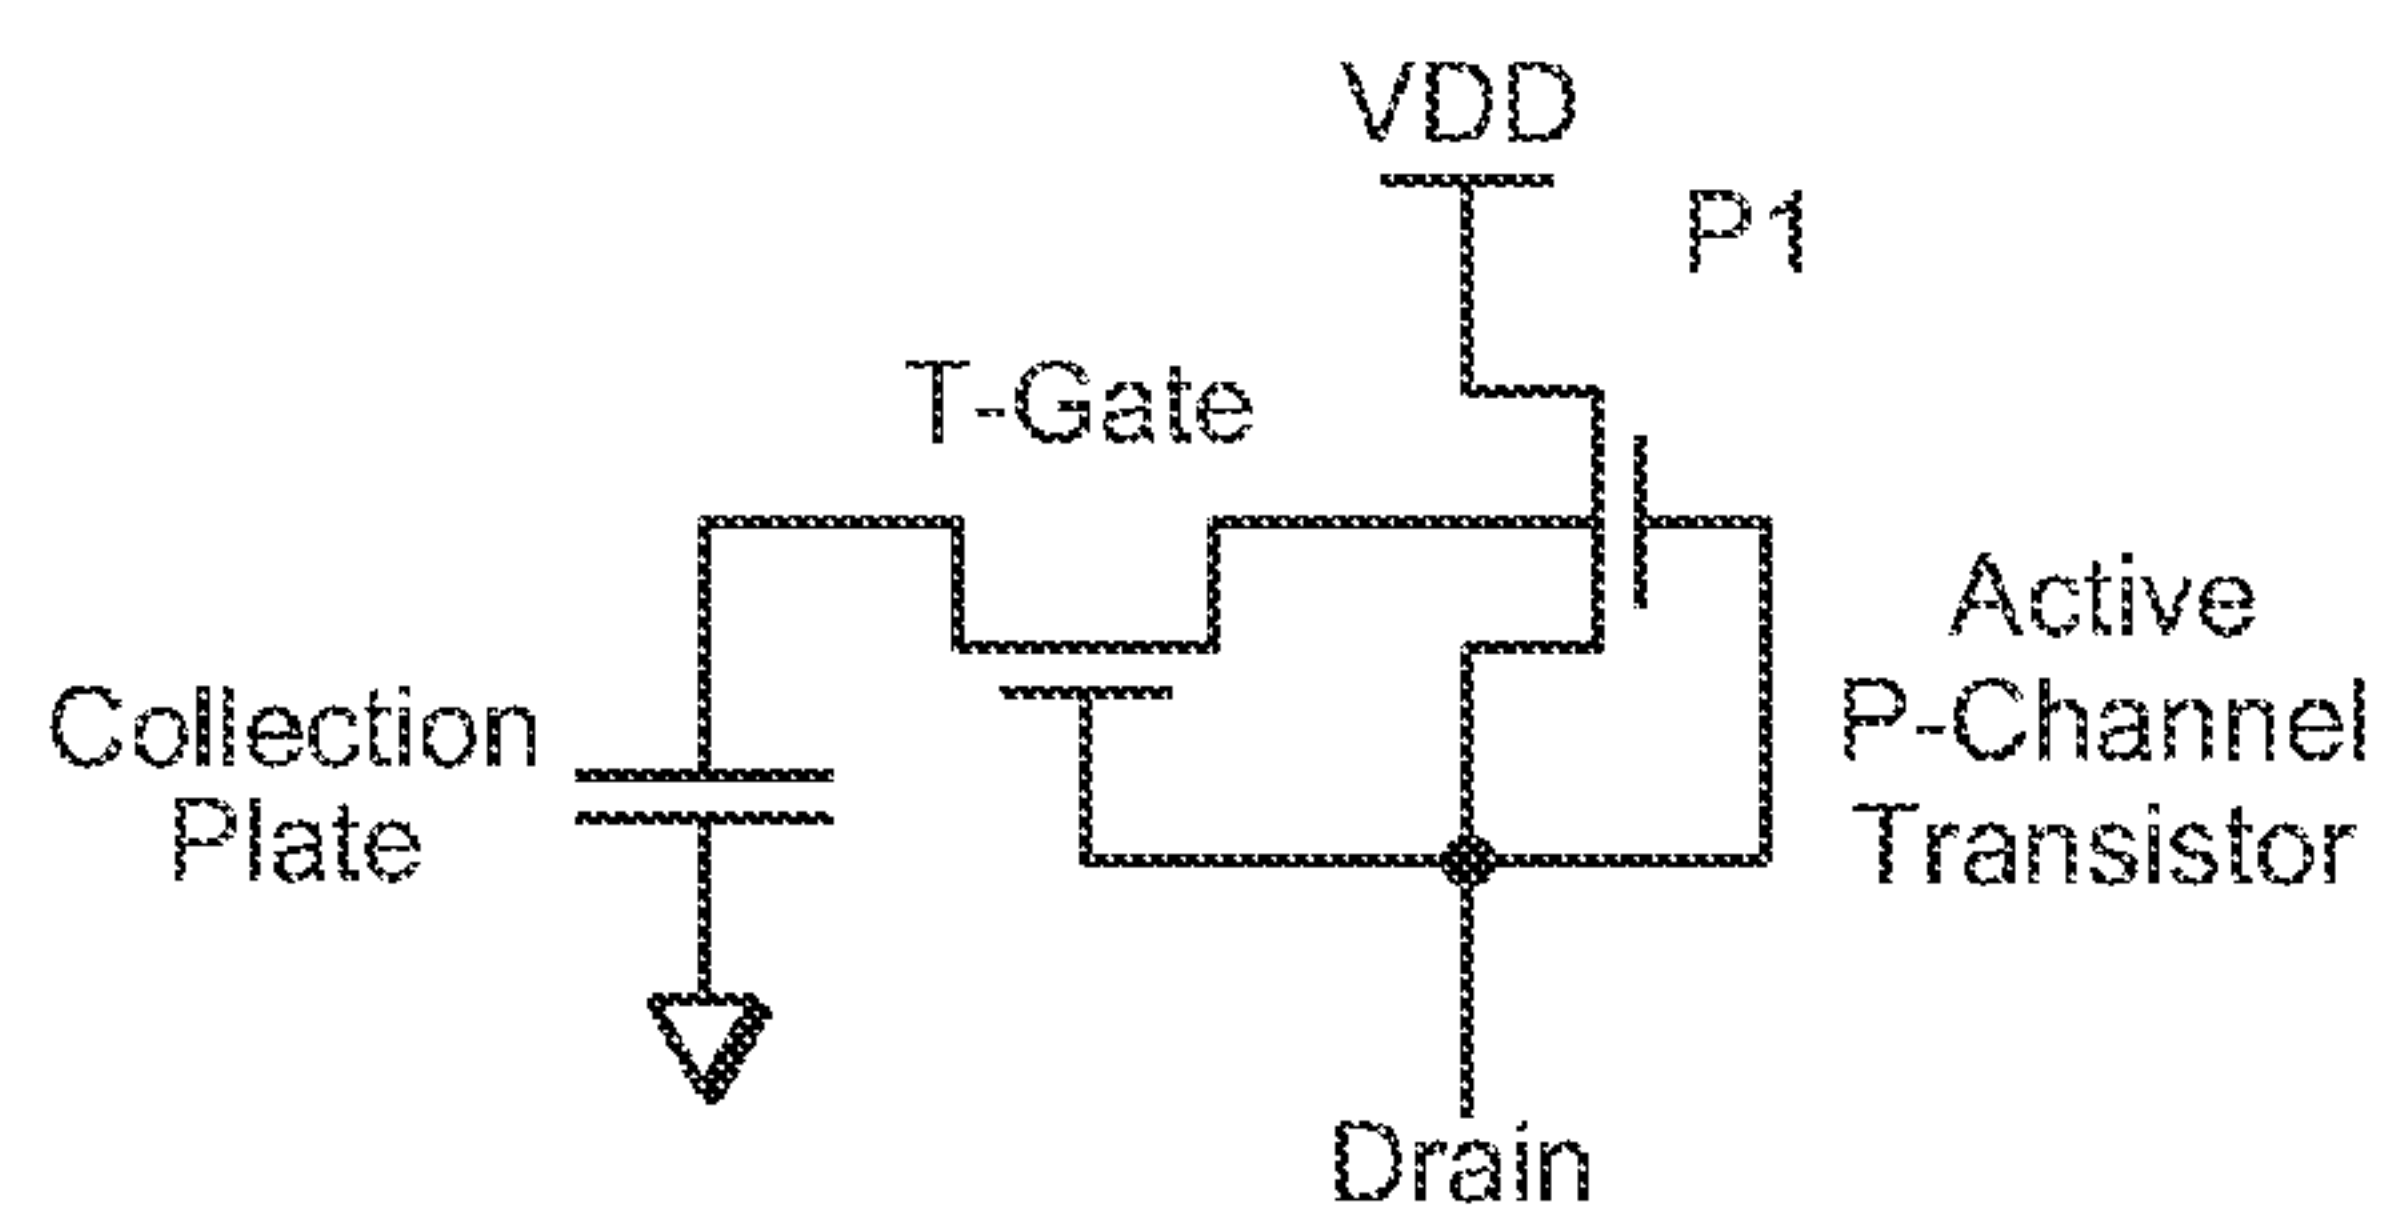 VDD
P1
T-Gate
Active
P-Channel
Transistor
Collection
Plate
Drain